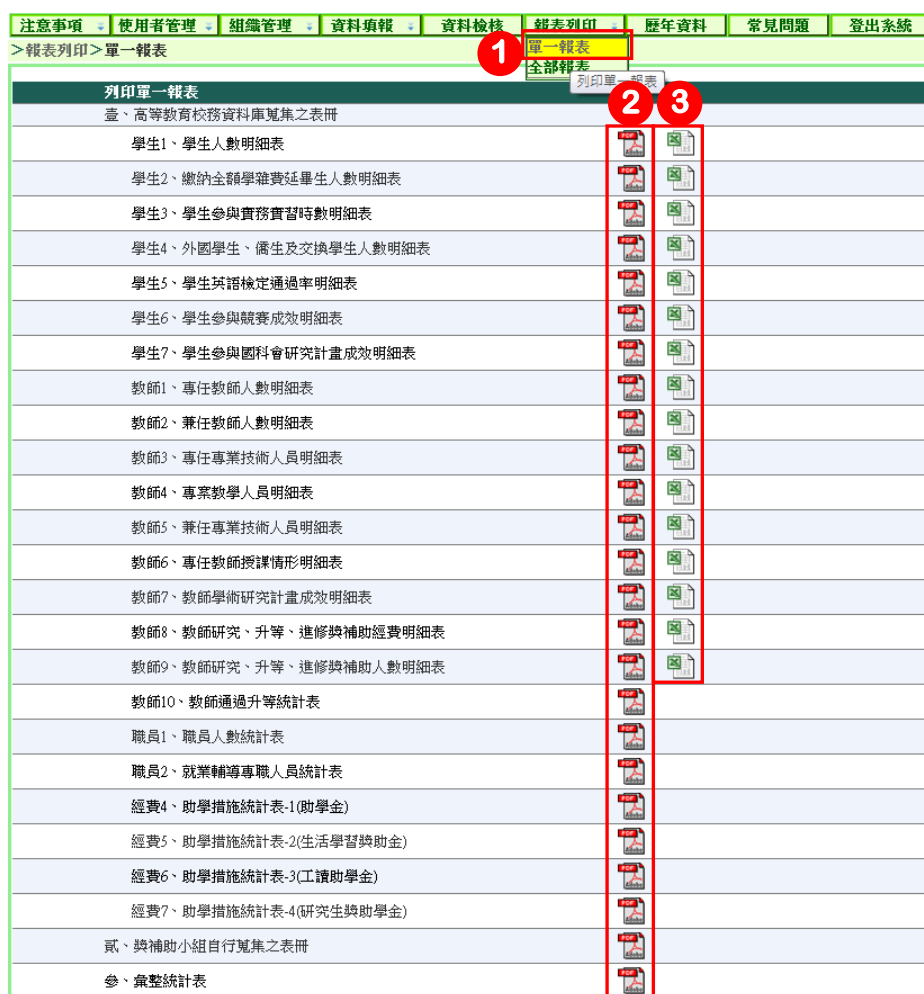 注意事項 使用者管理 組織管理 資料填報 資料檢核 報表列印 歷年資料 常見問題 登出系統
>報表列印>單一報表
1 單一報表
全部報表
列印單一報表
2 3
列印單一報表
壹、高等教育校務資料庫蒐集之表冊
學生1、學生人數明細表
學生2、繳納全額學雜費延畢生人數明細表
學生3、學生參與實務實習時數明細表
學生4、外國學生、僑生及交換學生人數明細表
學生5、學生英語檢定通過率明細表
學生6、學生參與競賽成效明細表
學生7、學生參與國科會研究計畫成效明細表
教師1、專任教師人數明細表
教師2、兼任教師人數明細表
教師3、專任專業技術人員明細表
教師4、專案教學人員明細表
教師5、兼任專業技術人員明細表
教師6、專任教師授課情形明細表
教師7、教師學術研究計畫成效明細表
教師8、教師研究、升等、進修獎補助經費明細表
教師9、教師研究、升等、進修獎補助人數明細表
教師10、教師通過升等統計表
職員1、職員人數統計表
職員2、就業輔導專職人員統計表
經費4、助學措施統計表-1(助學金)
經費5、助學措施統計表-2(生活學習獎助金)
經費6、助學措施統計表-3(工讀助學金)
經費7、助學措施統計表-4(研究生獎助學金)
貳、獎補助小組自行蒐集之表冊
參、彙整統計表